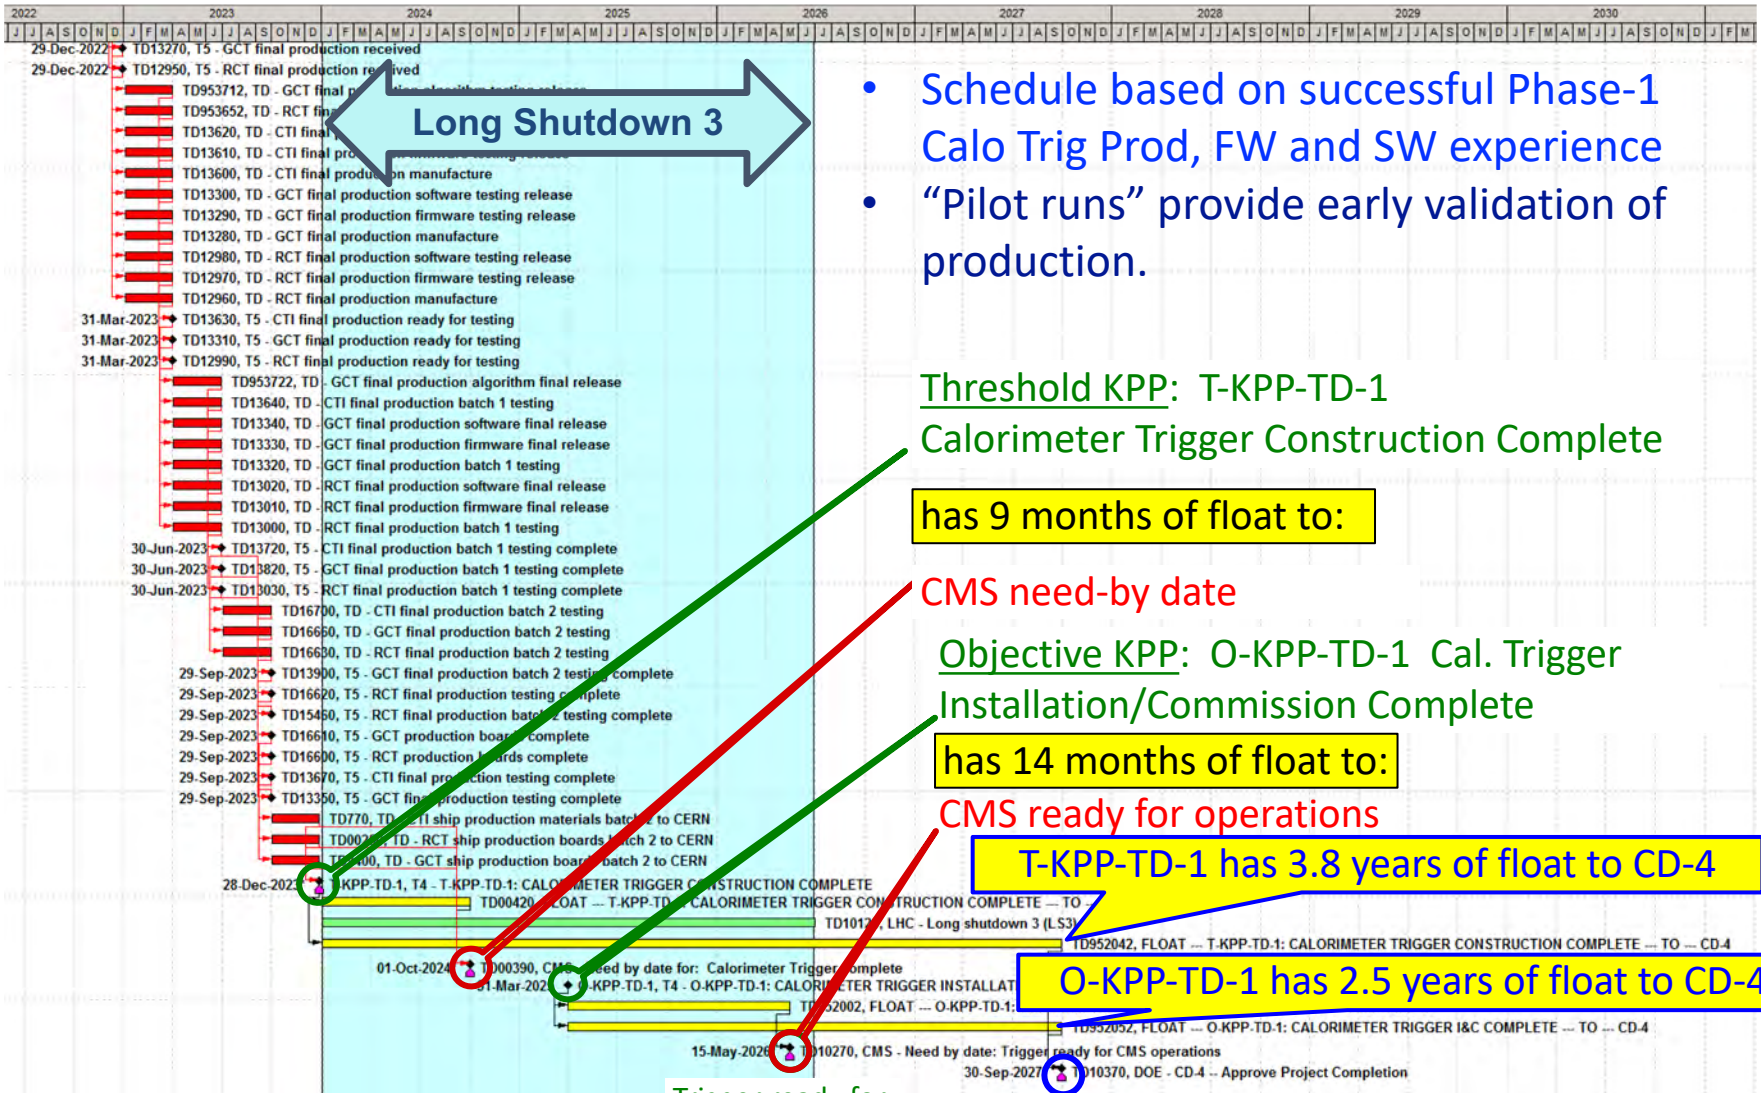 2022 2023 2024 2025 2026 2027 2028 2029 2030
J J A S O N D J F M A M J J A S O N D J F M A M J J A S O N D J F M A M J J A S O N D J F M A M J J A S O N D J F M A M J J A S O N D J F M A M J J A S O N D J F M A M J J A S O N D J F M A M J J A S O N D J F M
29-Dec-2022 TD13270, T5 - GCT final production received
29-Dec-2022 TD12950, T5 - RCT final production received
TD953712, TD - GCT final production algorithm testing release
TD953652, TD - RCT fin
TD13620, TD - CTI final
TD13610, TD - CTI final production firmware testing release
TD13600, TD - CTI final production manufacture
TD13300, TD - GCT final production software testing release
TD13290, TD - GCT final production firmware testing release
TD13280, TD - GCT final production manufacture
TD12980, TD - RCT final production software testing release
TD12970, TD - RCT final production firmware testing release
TD12960, TD - RCT final production manufacture
31-Mar-2023 TD13630, T5 - CTI final production ready for testing
31-Mar-2023 TD13310, T5 - GCT final production ready for testing
31-Mar-2023 TD12990, T5 - RCT final production ready for testing
TD953722, TD - GCT final production algorithm final release
TD13640, TD - CTI final production batch 1 testing
TD13340, TD - GCT final production software final release
TD13330, TD - GCT final production firmware final release
TD13320, TD - GCT final production batch 1 testing
TD13020, TD - RCT final production software final release
TD13010, TD - RCT final production firmware final release
TD13000, TD - RCT final production batch 1 testing
30-Jun-2023 TD13720, T5 - CTI final production batch 1 testing complete
30-Jun-2023 TD13820, T5 - GCT final production batch 1 testing complete
30-Jun-2023 TD13030, T5 - RCT final production batch 1 testing complete
TD16700, TD - CTI final production batch 2 testing
TD16660, TD - GCT final production batch 2 testing
TD16630, TD - RCT final production batch 2 testing
29-Sep-2023 TD13900, T5 - GCT final production batch 2 testing complete
29-Sep-2023 TD16620, T5 - RCT final production testing complete
29-Sep-2023 TD15460, T5 - RCT final production batch 2 testing complete
29-Sep-2023 TD16610, T5 - GCT production boards complete
29-Sep-2023 TD16600, T5 - RCT production boards complete
29-Sep-2023 TD13670, T5 - CTI final production testing complete
29-Sep-2023 TD13350, T5 - GCT final production testing complete
TD770, TD - CTI ship production materials batch 2 to CERN
TD - RCT ship production boards batch 2 to CERN
TD - GCT ship production boards batch 2 to CERN
28-Dec-2023 T-KPP-TD-1, T4 - T-KPP-TD-1: CALORIMETER TRIGGER CONSTRUCTION COMPLETE
TD00420, FLOAT --- T-KPP-TD-1: CALORIMETER TRIGGER CONSTRUCTION COMPLETE --- TO
LHC - Long shutdown 3 (LS3)
TD952042, FLOAT --- T-KPP-TD-1: CALORIMETER TRIGGER CONSTRUCTION COMPLETE --- TO --- CD-4
01-Oct-2024 TD00390, CMS - Need by date for: Calorimeter Trigger Complete
31-Mar-202 O-KPP-TD-1, T4 - O-KPP-TD-1: CALORIMETER TRIGGER INSTALLAT
FLOAT --- O-KPP-TD-1:
TD952052, FLOAT --- O-KPP-TD-1: CALORIMETER TRIGGER I&C COMPLETE --- TO --- CD-4
15-May-2026 TD10270, CMS - Need by date: Trigger ready for CMS operations
30-Sep-2027 TD10370, DOE - CD-4 -- Approve Project Completion
Long Shutdown 3
• Schedule based on successful Phase-1
Calo Trig Prod, FW and SW experience
• “Pilot runs” provide early validation of
production.
Threshold KPP: T-KPP-TD-1
Calorimeter Trigger Construction Complete
has 9 months of float to:
CMS need-by date
Objective KPP: O-KPP-TD-1 Cal. Trigger
Installation/Commission Complete
has 14 months of float to:
CMS ready for operations
T-KPP-TD-1 has 3.8 years of float to CD-4
O-KPP-TD-1 has 2.5 years of float to CD-4